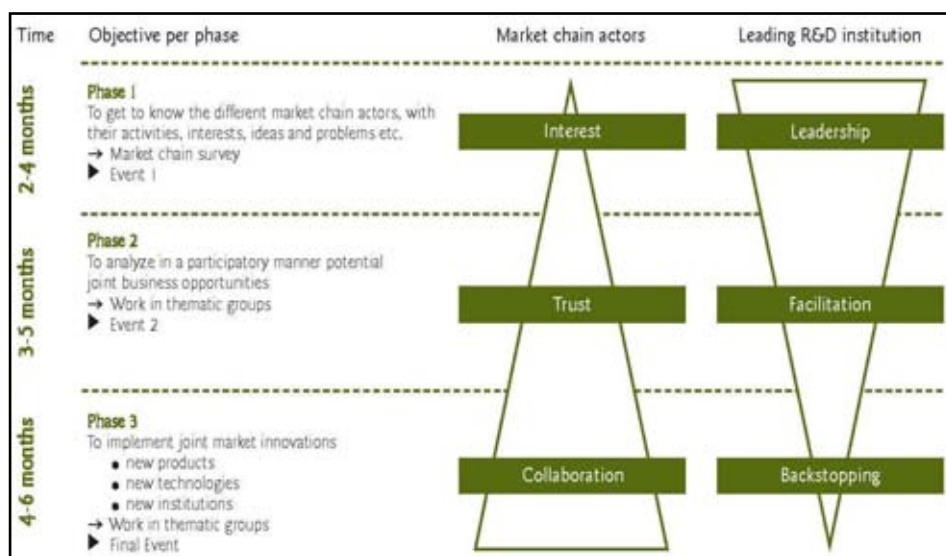 Time Objective per phase Market chain actors Leading R&D institution
2-4 months
Phase 1
To get to know the different market chain actors, with
their activities, interests, ideas and problems etc.
→ Market chain survey
▶ Event 1
Interest
Leadership
3-5 months
Phase 2
To analyze in a participatory manner potential
joint business opportunities
→ Work in thematic groups
▶ Event 2
Trust
Facilitation
4-6 months
Phase 3
To implement joint market innovations
• new products
• new technologies
• new institutions
→ Work in thematic groups
▶ Final Event
Collaboration
Backstopping